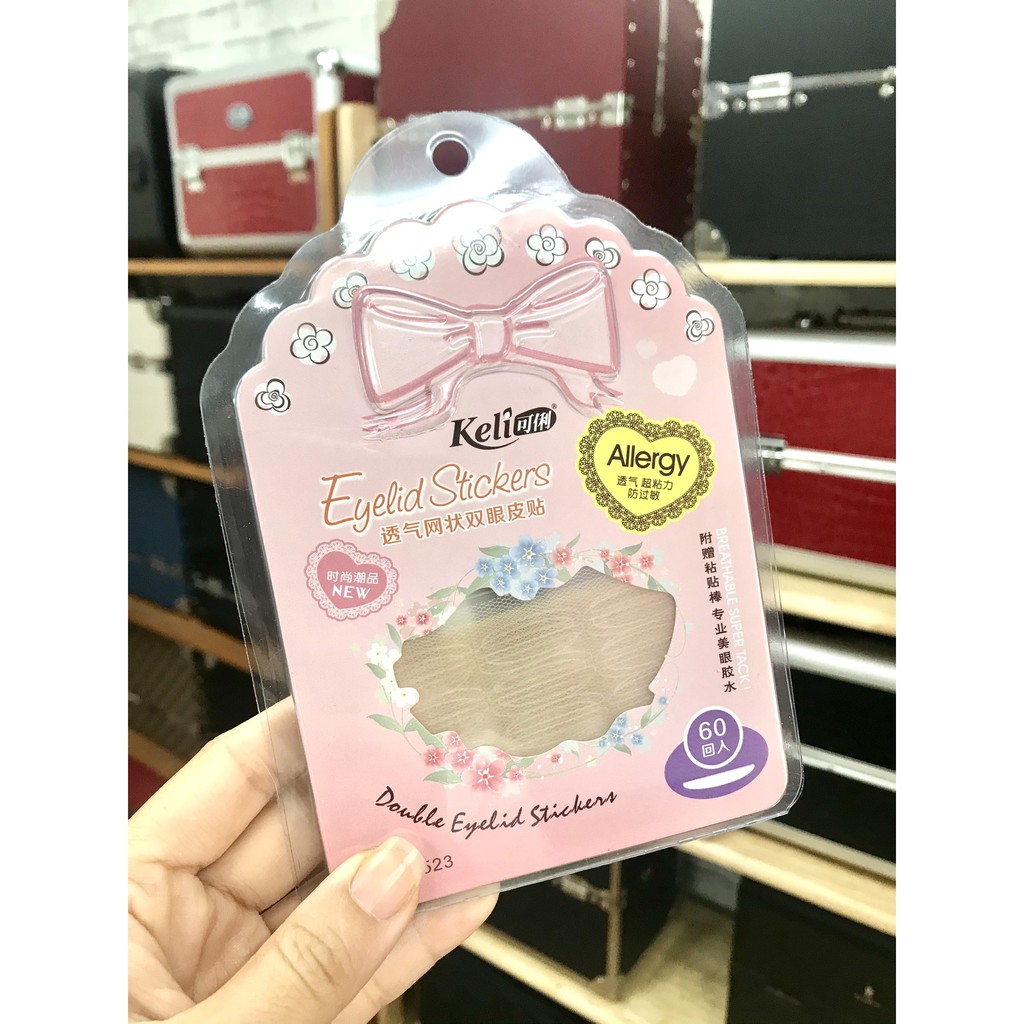 Keli可俐®
Eyelid Stickers
透气网状双眼皮贴
Allergy
透气 超粘力
防过敏
时尚潮品
NEW
BREATHABLE SUPER TACK!
附赠粘贴棒 专业美眼胶水
60
回入
Double Eyelid Stickers
523